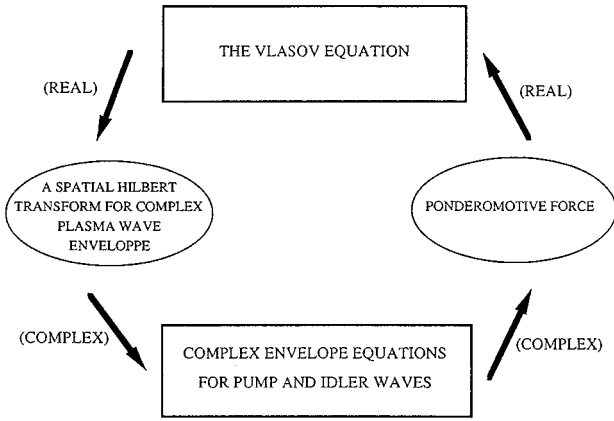 THE VLASOV EQUATION
(REAL)
(REAL)
A SPATIAL HILBERT
TRANSFORM FOR COMPLEX
PLASMA WAVE
ENVELOPPE
PONDEROMOTIVE FORCE
(COMPLEX)
(COMPLEX)
COMPLEX ENVELOPE EQUATIONS
FOR PUMP AND IDLER WAVES